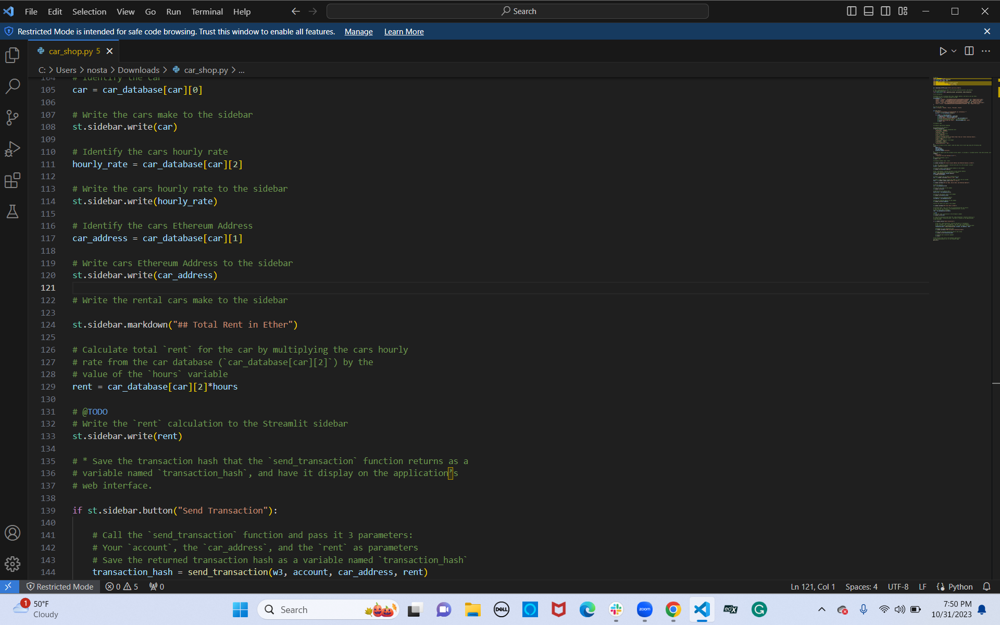 File Edit Selection View Go Run Terminal Help Search
Restricted Mode is intended for safe code browsing. Trust this window to enable all features. Manage Learn More
car_shop.py 5
C: > Users > nosta > Downloads > car_shop.py > ...
104 # Identify the car
105 car = car_database[car][0]
106
107 # Write the cars make to the sidebar
108 st.sidebar.write(car)
109
110 # Identify the cars hourly rate
111 hourly_rate = car_database[car][2]
112
113 # Write the cars hourly rate to the sidebar
114 st.sidebar.write(hourly_rate)
115
116 # Identify the cars Ethereum Address
117 car_address = car_database[car][1]
118
119 # Write cars Ethereum Address to the sidebar
120 st.sidebar.write(car_address)
121
122 # Write the rental cars make to the sidebar
123
124 st.sidebar.markdown("## Total Rent in Ether")
125
126 # Calculate total `rent` for the car by multiplying the cars hourly
127 # rate from the car database (`car_database[car][2]`) by the
128 # value of the `hours` variable
129 rent = car_database[car][2]*hours
130
131 # @TODO
132 # Write the `rent` calculation to the Streamlit sidebar
133 st.sidebar.write(rent)
134
135 # * Save the transaction hash that the `send_transaction` function returns as a
136 # variable named `transaction_hash`, and have it display on the application’s
137 # web interface.
138
139 if st.sidebar.button("Send Transaction"):
140
141 # Call the `send_transaction` function and pass it 3 parameters:
142 # Your `account`, the `car_address`, and the `rent` as parameters
143 # Save the returned transaction hash as a variable named `transaction_hash`
144 transaction_hash = send_transaction(w3, account, car_address, rent)
Restricted Mode 0 5 0 Ln 121, Col 1 Spaces: 4 UTF-8 LF Python
1 50°F Cloudy
Search
DELL
zoom
edX
7:50 PM
10/31/2023